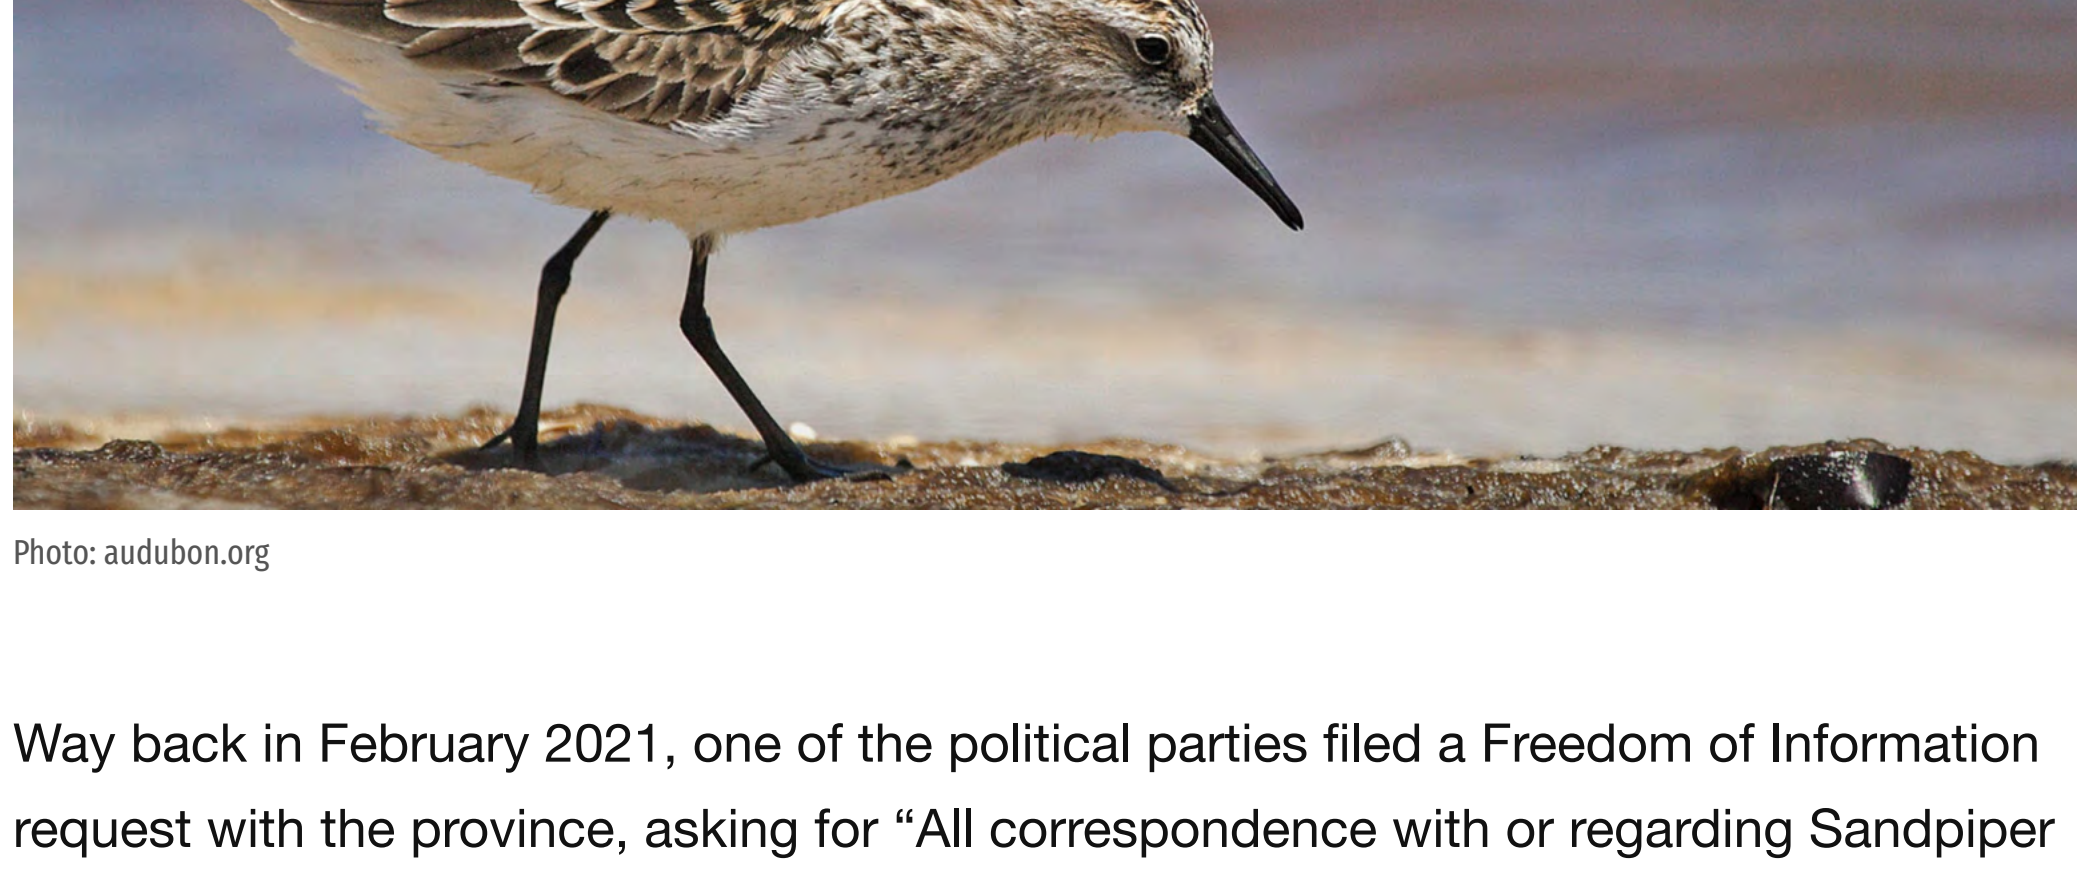 Photo: audubon.org
Way back in February 2021, one of the political parties filed a Freedom of Information
request with the province, asking for “All correspondence with or regarding Sandpiper